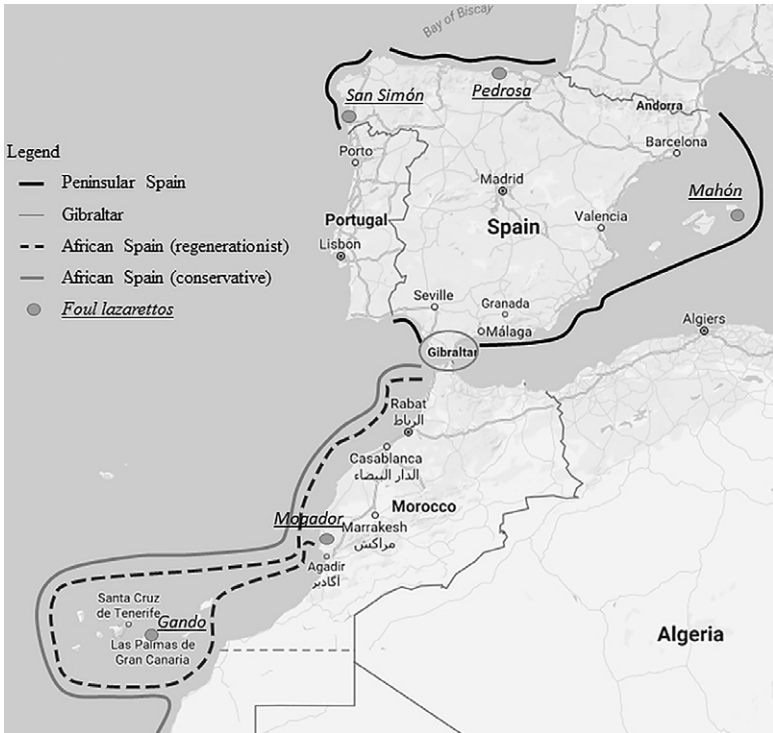 Bay of Biscay
San Simón
Pedrosa
Andorra
Legend
Peninsular Spain
Gibraltar
African Spain (regenerationist)
African Spain (conservative)
Foul lazarettos
Porto
Barcelona
Madrid
Mahón
Portugal
Spain
Valencia
Lisbon
Seville
Granada
Málaga
Algiers
Gibraltar
Rabat
الرباط
Casablanca
الدار البيضاء
Morocco
Mogador
Marrakesh
مراكش
Agadir
أكادير
Santa Cruz
de Tenerife
Gando
Las Palmas de
Gran Canaria
Algeria